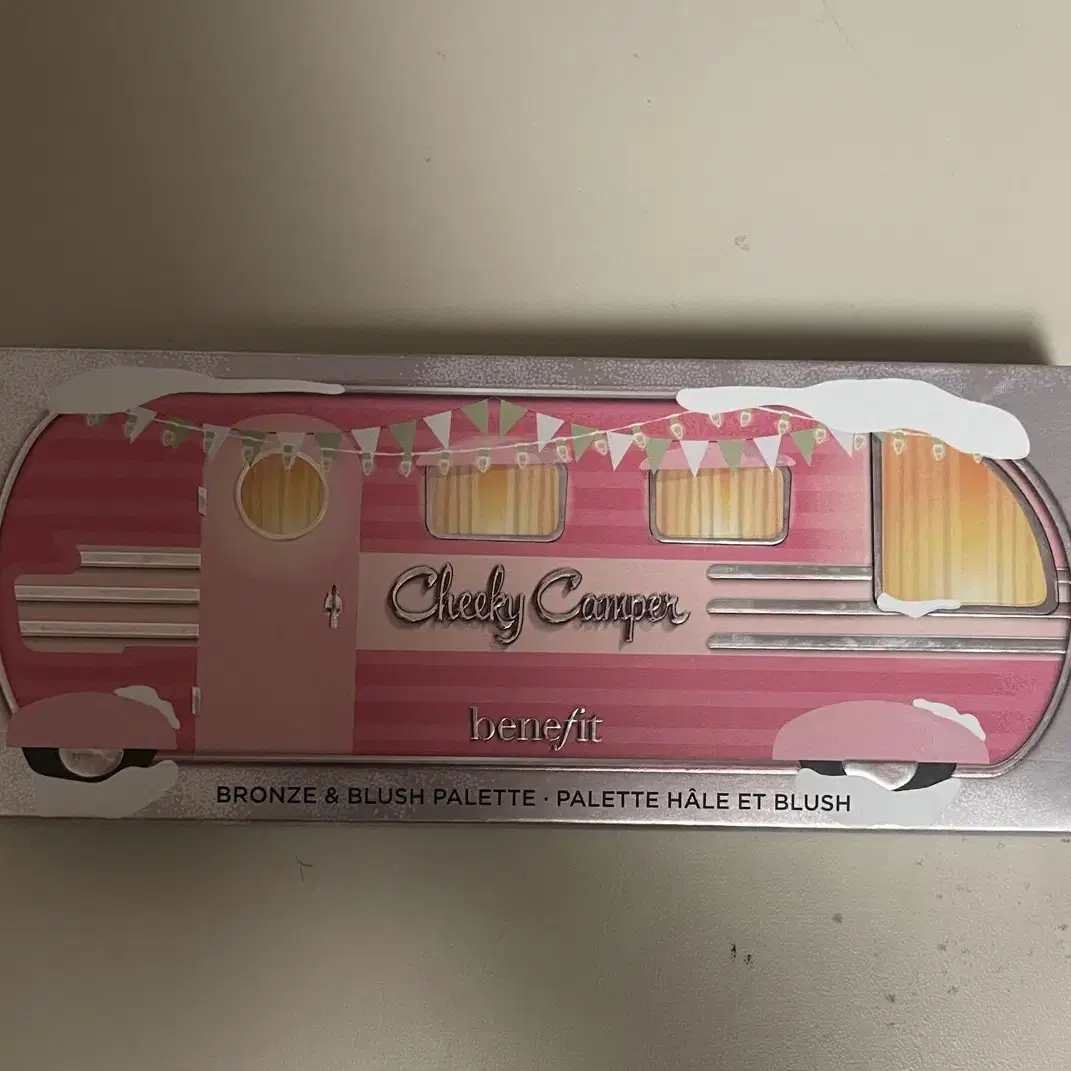 Cheeky Camper
benefit
BRONZE & BLUSH PALETTE · PALETTE HÂLE ET BLUSH